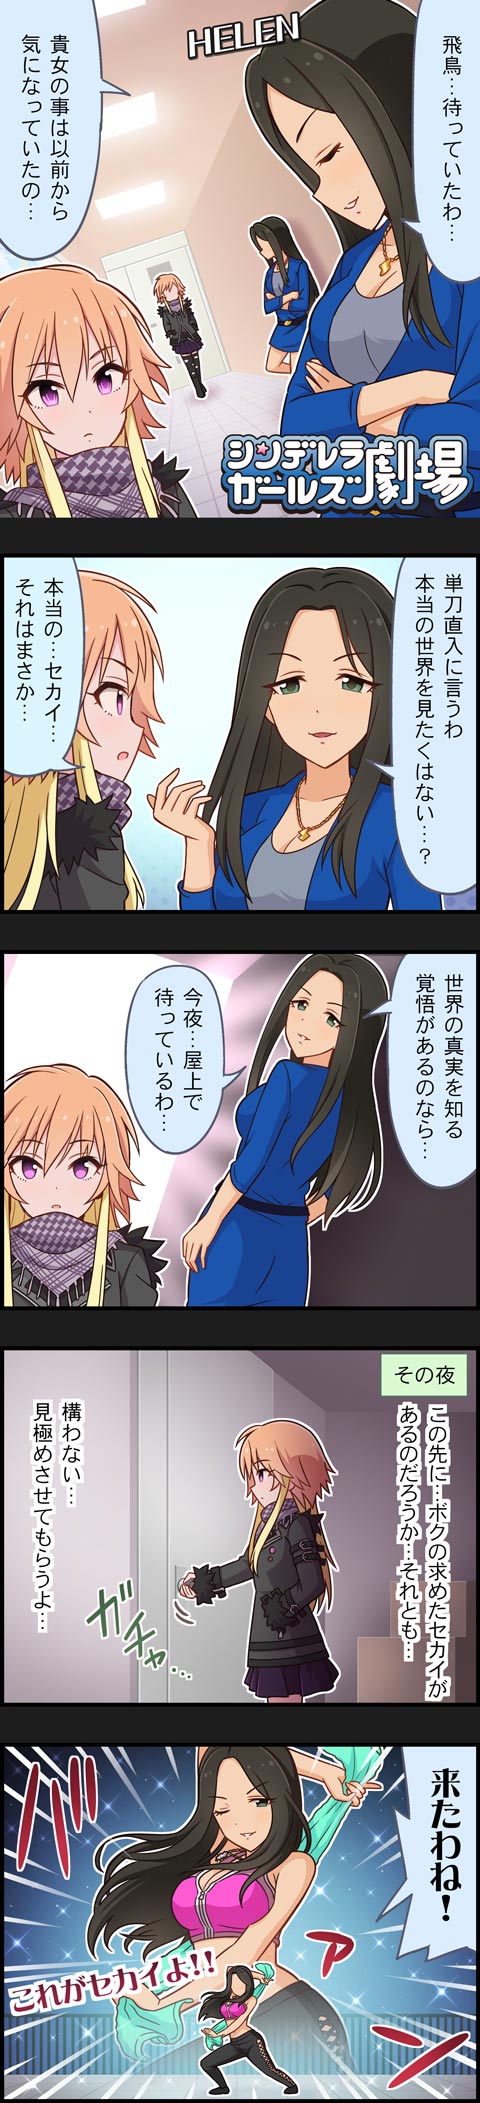 HELEN
飛鳥…待っていたわ…
貴女の事は以前から
気になっていたの…
シンデレラ
ガールズ劇場
単刀直入に言うわ
本当の世界を見たくはない…？
本当の…セカイ…
それはまさか…
世界の真実を知る
覚悟があるのなら…
今夜…屋上で
待っているわ…
その夜
この先に…ボクの求めたセカイが
あるのだろうか…それとも…
ガチャ…
構わない…
見極めさせてもらうよ…
来たわね！
バァーン
これがセカイよ!!